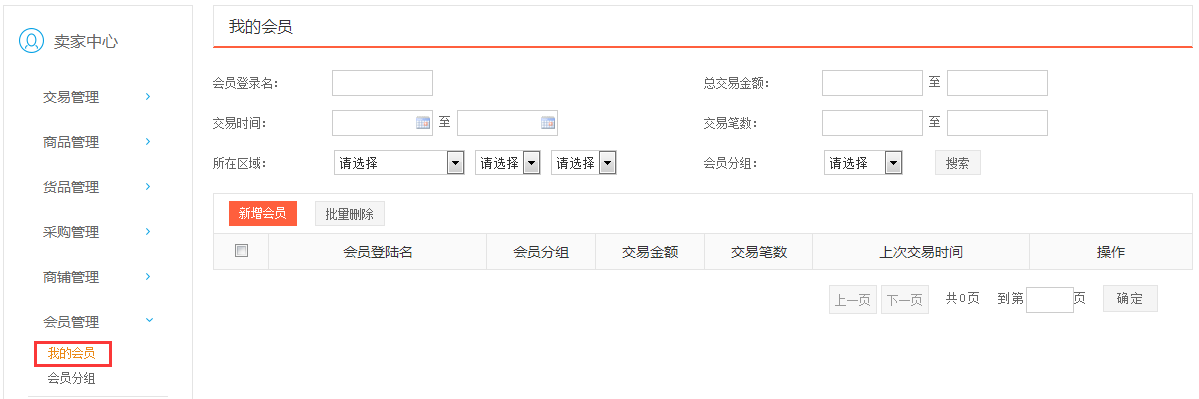 卖家中心
交易管理
商品管理
货品管理
采购管理
商铺管理
会员管理
我的会员
会员分组
我的会员
会员登录名： 总交易金额： 至
交易时间： 至 交易笔数： 至
所在区域： 请选择 请选择 请选择 会员分组： 请选择 搜索
新增会员 批量删除
会员登陆名 会员分组 交易金额 交易笔数 上次交易时间 操作
上一页 下一页 共0页 到第 页 确定